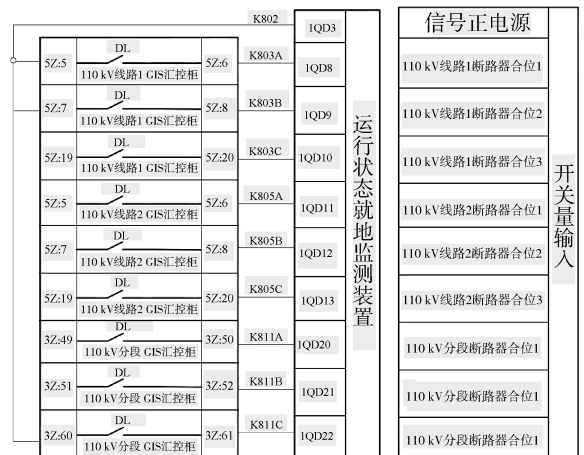 K802
1QD3
信号正电源
5Z:5
DL
110 kV线路1 GIS汇控柜
5Z:6
K803A
1QD8
110 kV线路1断路器合位1
5Z:7
DL
110 kV线路1 GIS汇控柜
5Z:8
K803B
1QD9
110 kV线路1断路器合位2
5Z:19
DL
110 kV线路1 GIS汇控柜
5Z:20
K803C
1QD10
110 kV线路1断路器合位3
5Z:5
DL
110 kV线路2 GIS汇控柜
5Z:6
K805A
1QD11
110 kV线路2断路器合位1
5Z:7
DL
110 kV线路2 GIS汇控柜
5Z:8
K805B
1QD12
110 kV线路2断路器合位2
5Z:19
DL
110 kV线路2 GIS汇控柜
5Z:20
K805C
1QD13
110 kV线路2断路器合位3
3Z:49
DL
110 kV分段 GIS汇控柜
3Z:50
K811A
1QD20
110 kV分段断路器合位1
3Z:51
DL
110 kV分段 GIS汇控柜
3Z:52
K811B
1QD21
110 kV分段断路器合位1
3Z:60
DL
110 kV分段 GIS汇控柜
3Z:61
K811C
1QD22
110 kV分段断路器合位1
运行状态就地监测装置
开关量输入